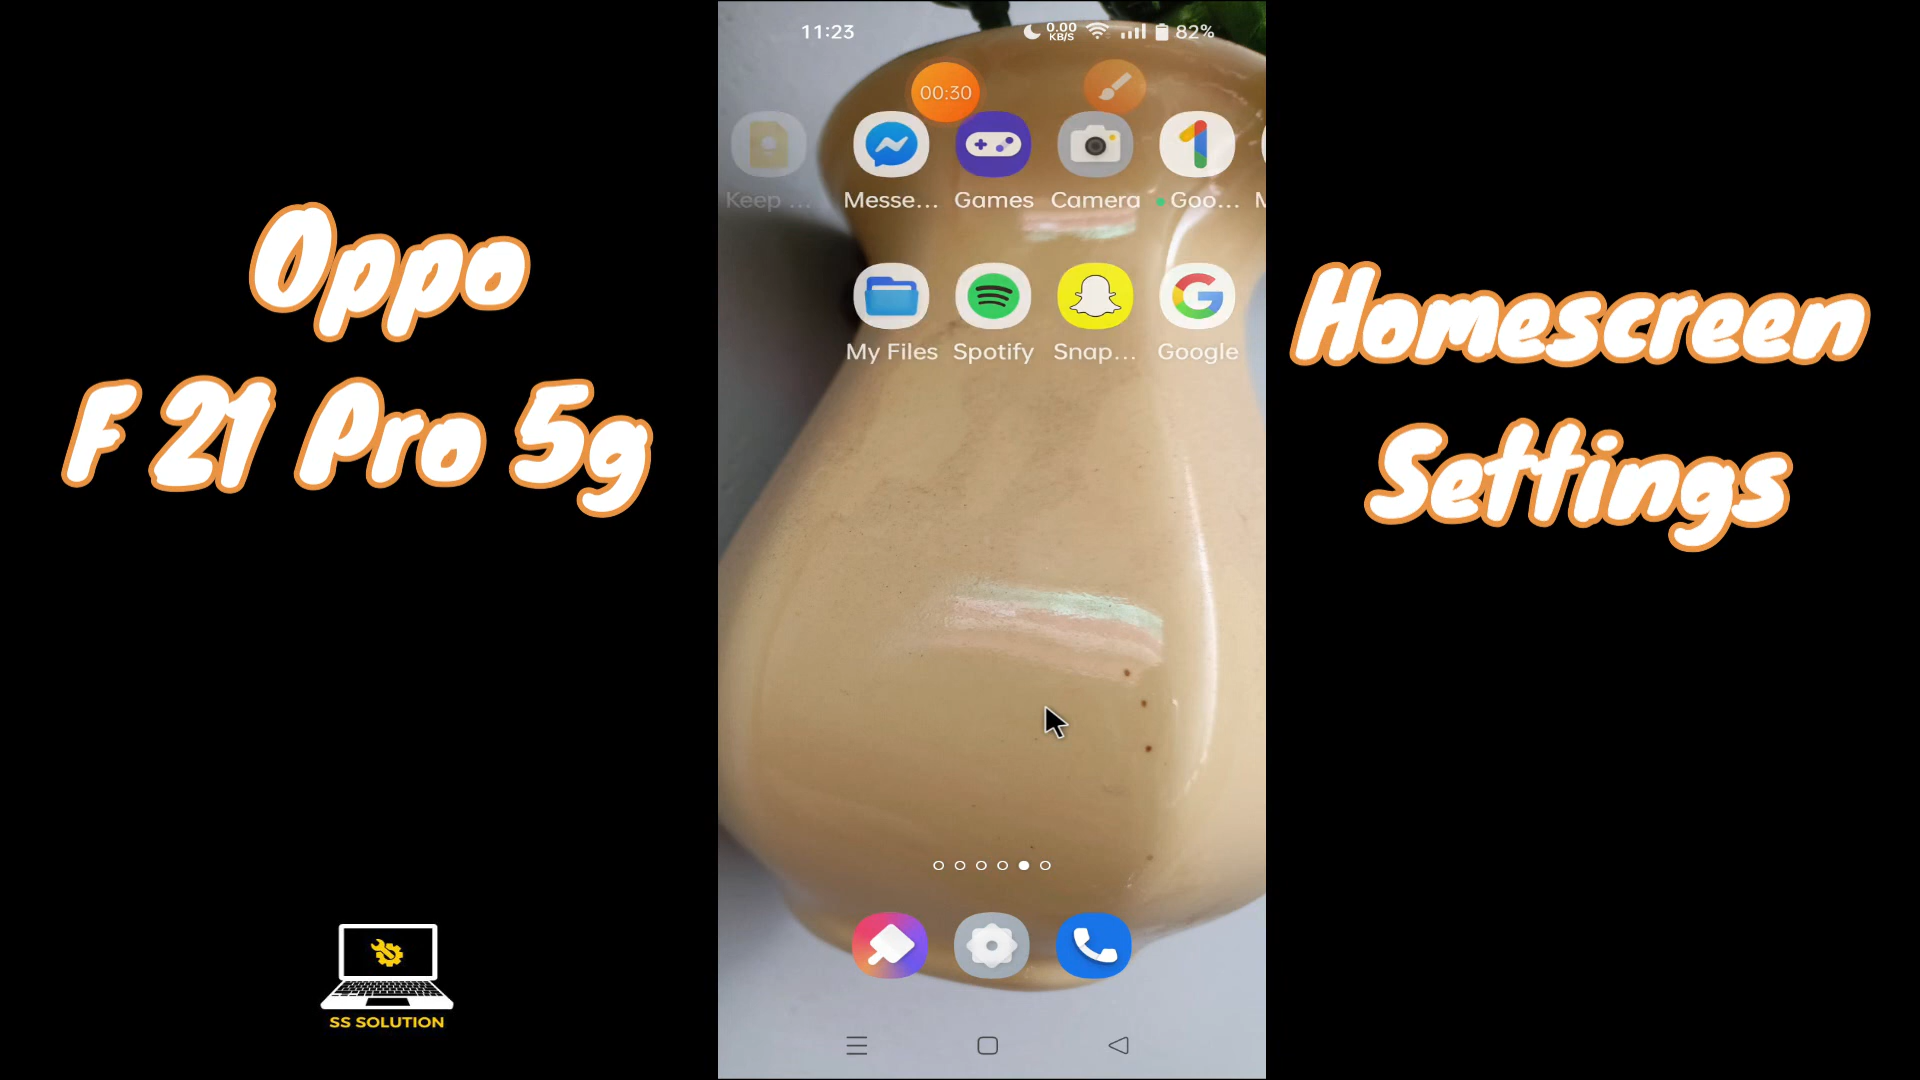 Oppo
F 21 Pro 5g
SS SOLUTION
11:23
0.00
KB/S
82%
00:30
Keep ...
Messe...
Games
Camera
Goo...
M
My Files
Spotify
Snap...
Google
Homescreen
Settings